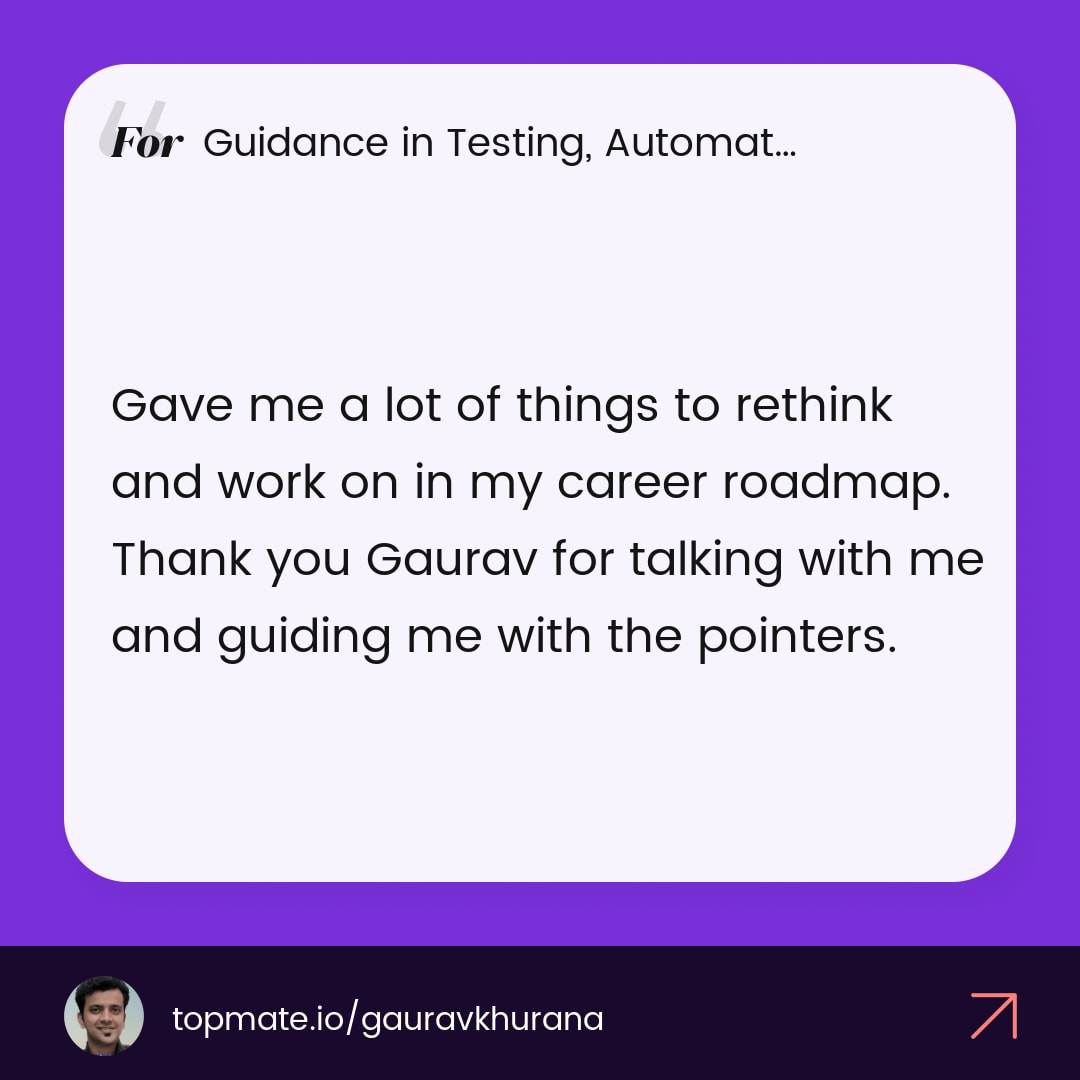 For Guidance in Testing, Automat...
Gave me a lot of things to rethink
and work on in my career roadmap.
Thank you Gaurav for talking with me
and guiding me with the pointers.
topmate.io/gauravkhurana